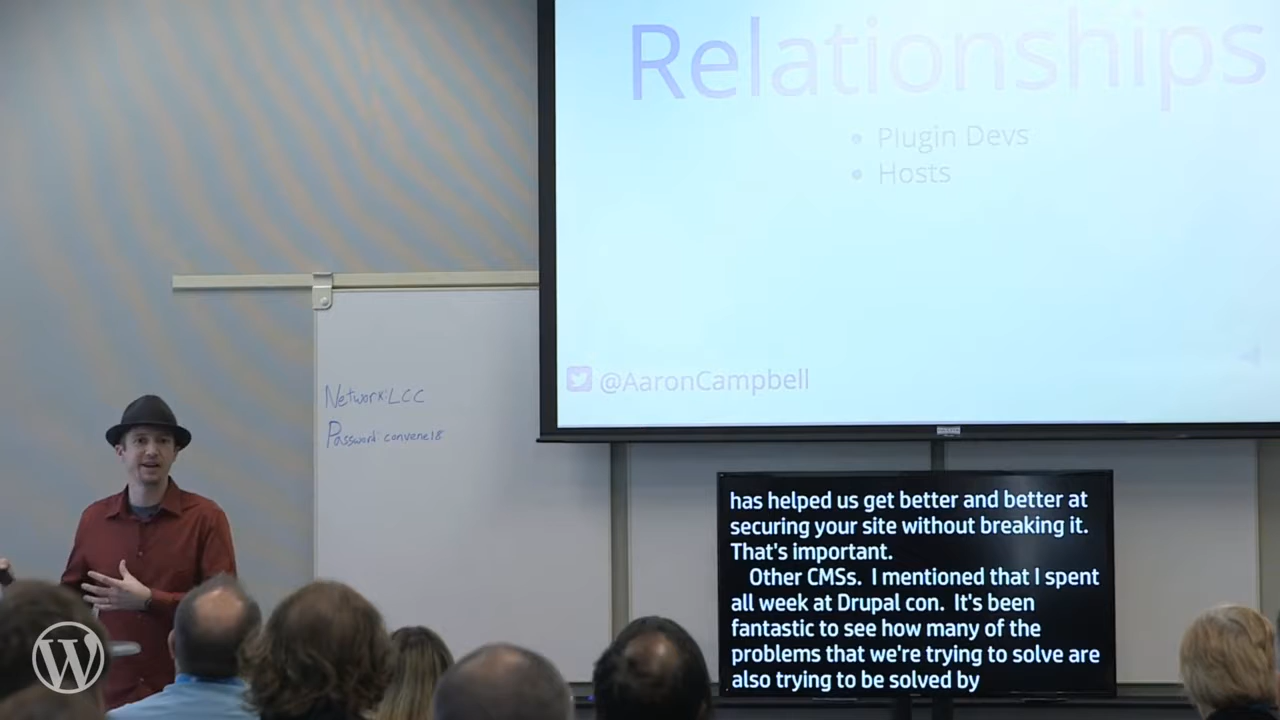 Relationships
• Plugin Devs
• Hosts
@AaronCampbell
Network: LCC
Password: convene18
has helped us get better and better at
securing your site without breaking it.
That's important.
Other CMSs. I mentioned that I spent
all week at Drupal con. It's been
fantastic to see how many of the
problems that we're trying to solve are
also trying to be solved by